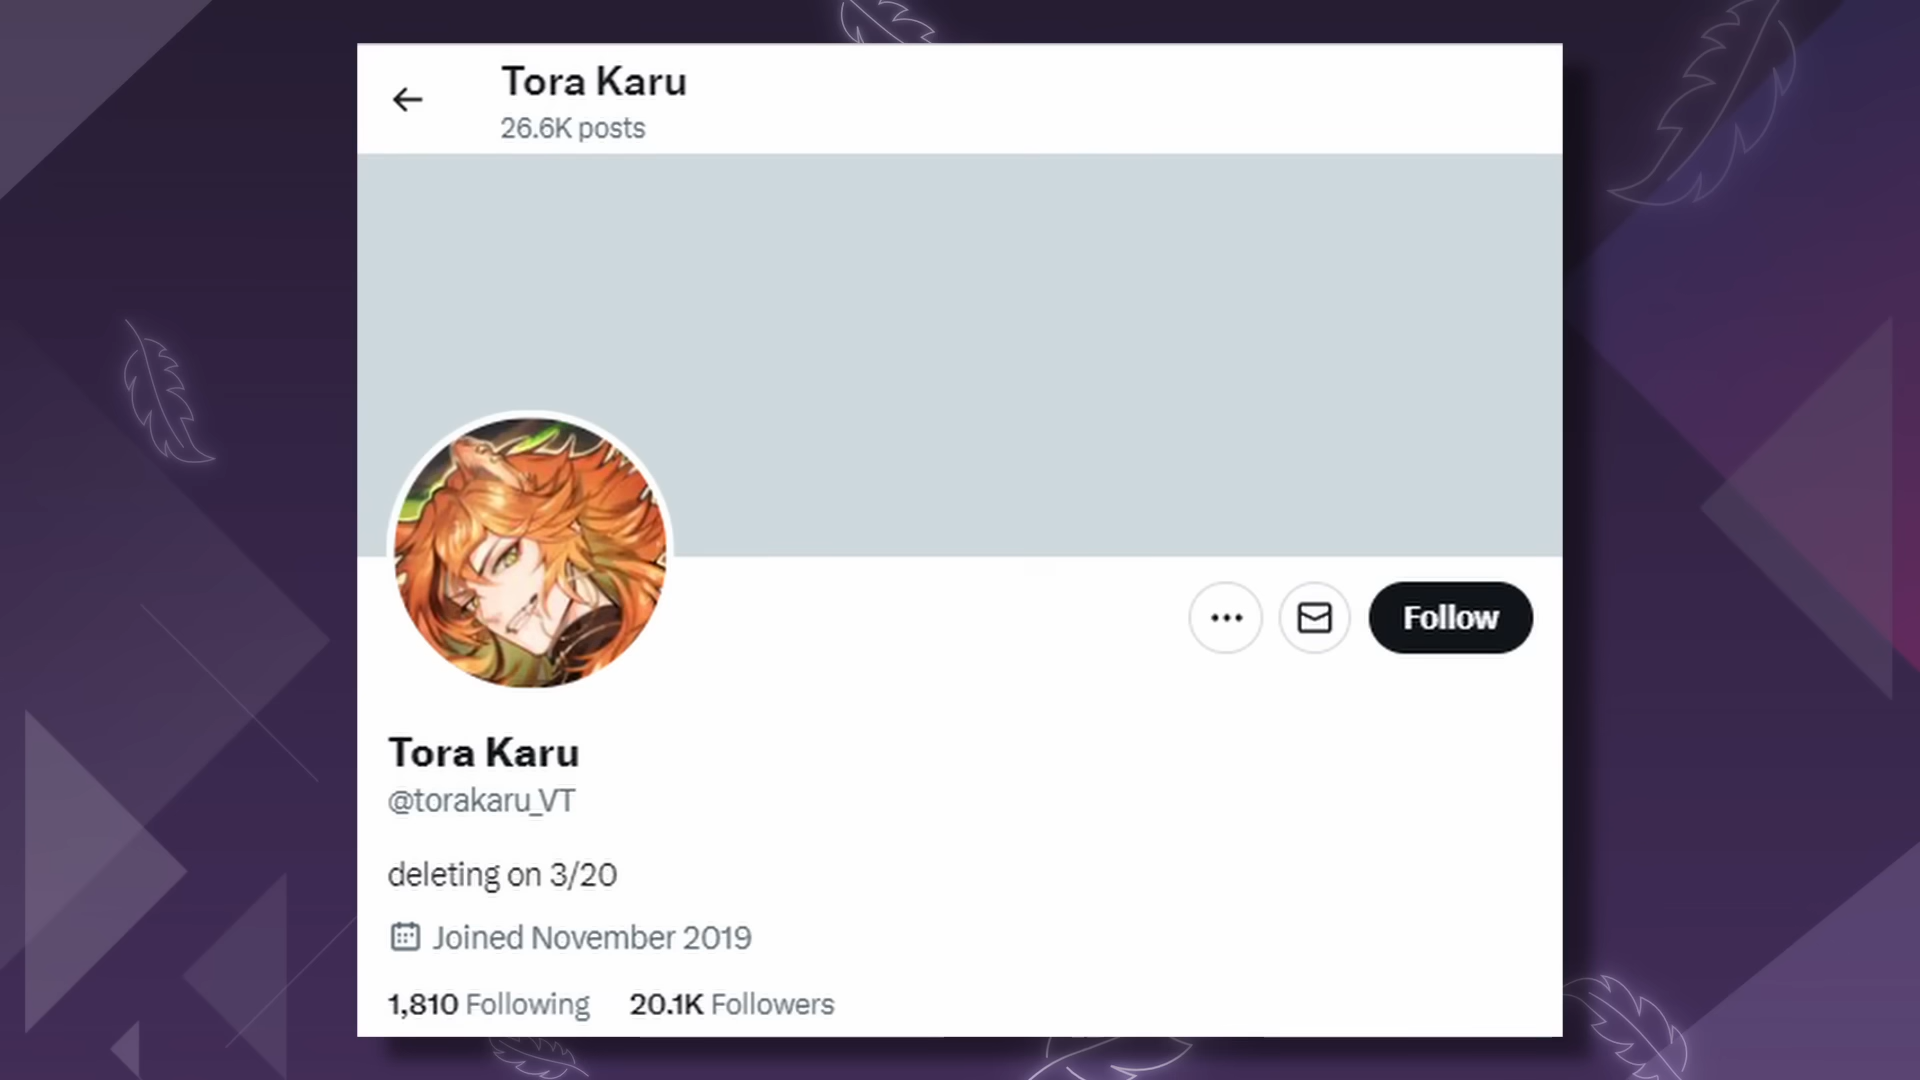 Tora Karu
26.6K posts
Follow
Tora Karu
@torakaru_VT
deleting on 3/20
Joined November 2019
1,810 Following 20.1K Followers